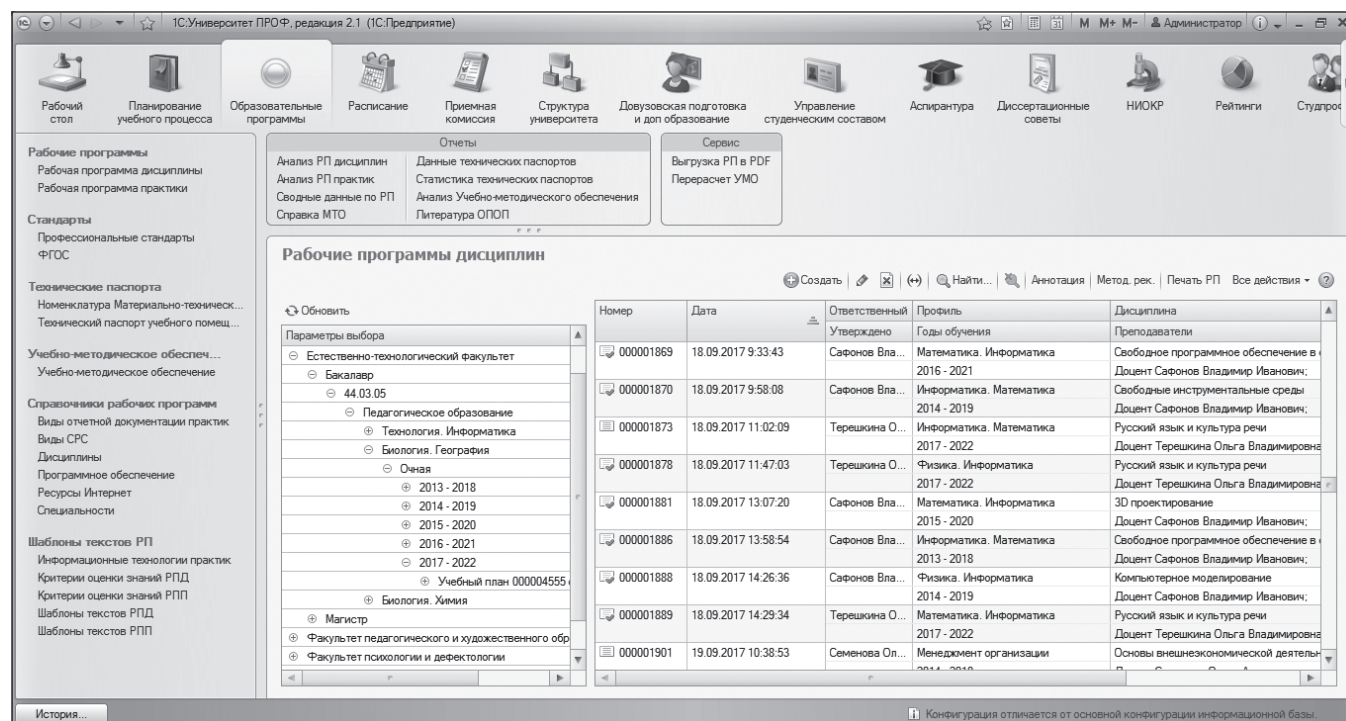 1С:Университет ПРОФ, редакция 2.1 (1С:Предприятие)
M M+ M- Администратор
Рабочий стол
Планирование учебного процесса
Образовательные программы
Расписание
Приемная комиссия
Структура университета
Довузовская подготовка и доп образование
Управление студенческим составом
Аспирантура
Диссертационные советы
НИОКР
Рейтинги
Студпроф
Рабочие программы
Рабочая программа дисциплины
Рабочая программа практики
Стандарты
Профессиональные стандарты
ФГОС
Технические паспорта
Номенклатура Материально-техническ...
Технический паспорт учебного помещ...
Учебно-методическое обеспеч...
Учебно-методическое обеспечение
Справочники рабочих программ
Виды отчетной документации практик
Виды СРС
Дисциплины
Программное обеспечение
Ресурсы Интернет
Специальности
Шаблоны текстов РП
Информационные технологии практик
Критерии оценки знаний РПД
Критерии оценки знаний РПП
Шаблоны текстов РПД
Шаблоны текстов РПП
Отчеты
Анализ РП дисциплин Данные технических паспортов
Анализ РП практик Статистика технических паспортов
Сводные данные по РП Анализ Учебно-методического обеспечения
Справка МТО Литература ОПОП
Сервис
Выгрузка РП в PDF
Перерасчет УМО
Рабочие программы дисциплин
Создать Найти... Аннотация Метод. рек. Печать РП Все действия
Обновить
Параметры выбора
Естественно-технологический факультет
Бакалавр
44.03.05
Педагогическое образование
Технология. Информатика
Биология. География
Очная
2013 - 2018
2014 - 2019
2015 - 2020
2016 - 2021
2017 - 2022
Учебный план 000004555
Биология. Химия
Магистр
Факультет педагогического и художественного обр
Факультет психологии и дефектологии
Номер Дата Ответственный Профиль Дисциплина
Утверждено Годы обучения Преподаватели
000001869 18.09.2017 9:33:43 Сафонов Вла... Математика. Информатика Свободное программное обеспечение в
2016 - 2021 Доцент Сафонов Владимир Иванович;
000001870 18.09.2017 9:58:08 Сафонов Вла... Информатика. Математика Свободные инструментальные среды
2014 - 2019 Доцент Сафонов Владимир Иванович;
000001873 18.09.2017 11:02:09 Терешкина О... Информатика. Математика Русский язык и культура речи
2017 - 2022 Доцент Терешкина Ольга Владимировна
000001878 18.09.2017 11:47:03 Терешкина О... Физика. Информатика Русский язык и культура речи
2017 - 2022 Доцент Терешкина Ольга Владимировна
000001881 18.09.2017 13:07:20 Сафонов Вла... Математика. Информатика 3D проектирование
2015 - 2020 Доцент Сафонов Владимир Иванович;
000001886 18.09.2017 13:58:54 Сафонов Вла... Информатика. Математика Свободное программное обеспечение в
2013 - 2018 Доцент Сафонов Владимир Иванович;
000001888 18.09.2017 14:26:36 Сафонов Вла... Физика. Информатика Компьютерное моделирование
2014 - 2019 Доцент Сафонов Владимир Иванович;
000001889 18.09.2017 14:29:34 Терешкина О... Математика. Информатика Русский язык и культура речи
2017 - 2022 Доцент Терешкина Ольга Владимировна
000001901 19.09.2017 10:38:53 Семенова Ол... Менеджмент организации Основы внешнеэкономической деятельн
История...
Конфигурация отличается от основной конфигурации информационной базы.